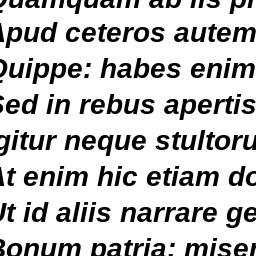 Quamquam ab iis pr
Apud ceteros autem
Quippe: habes enim
Sed in rebus apertis
gitur neque stultoru
At enim hic etiam do
Ut id aliis narrare ge
Bonum patria: miser